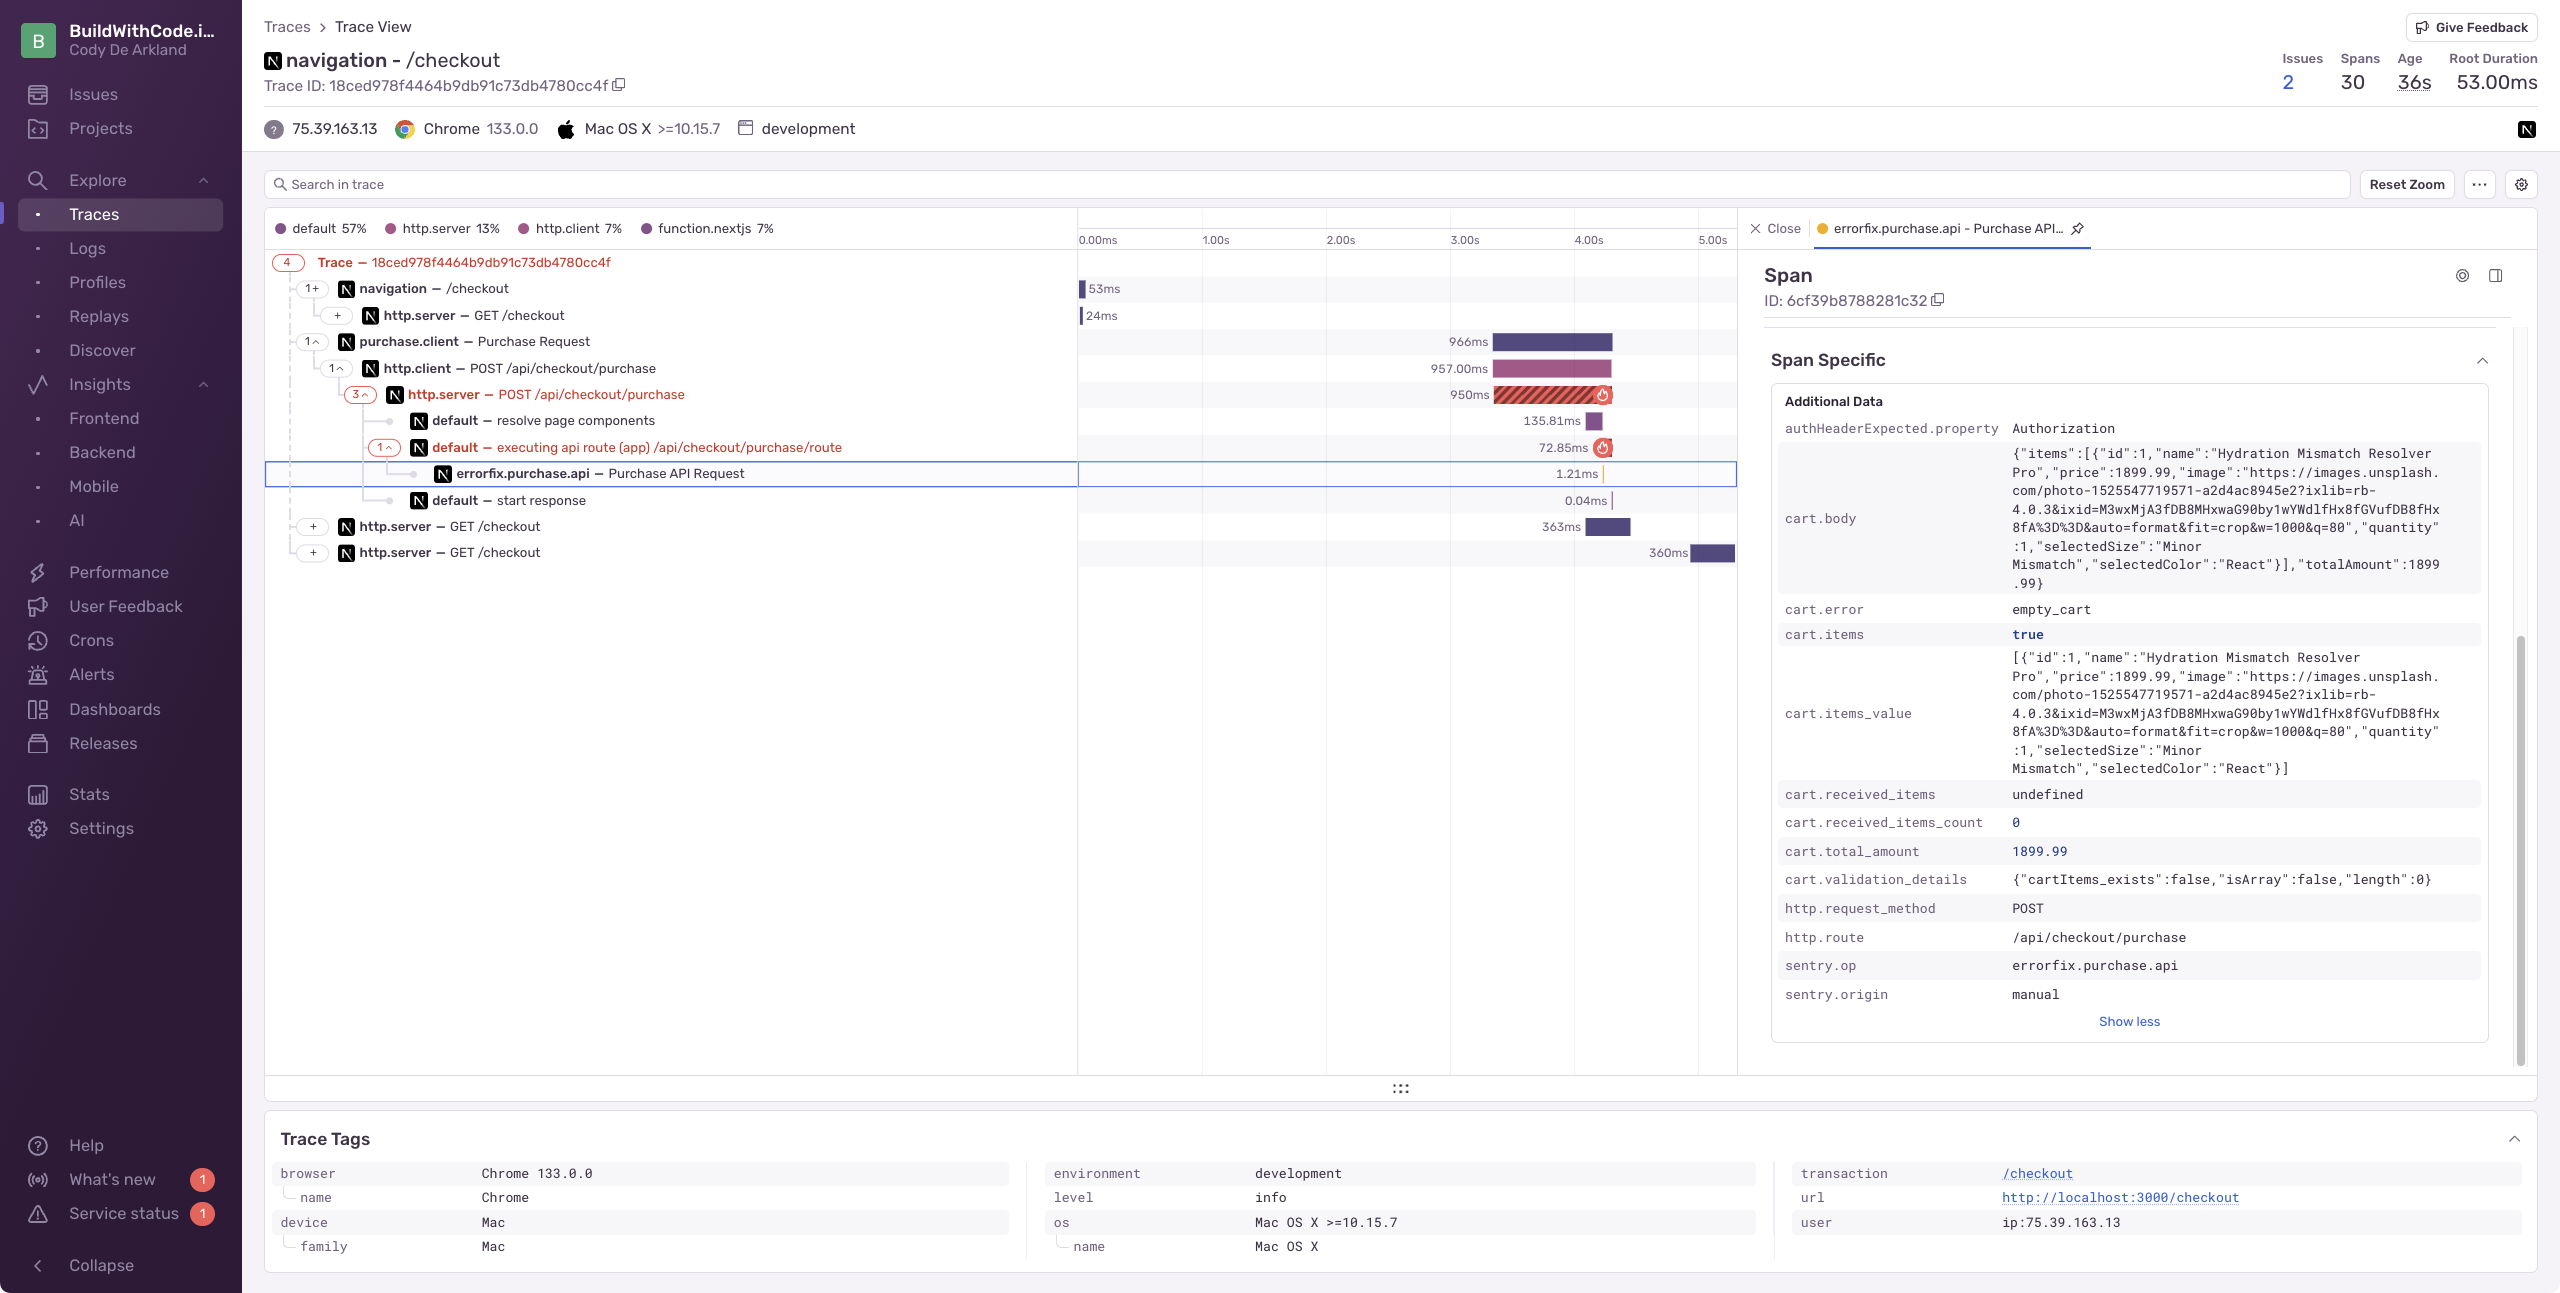 B
BuildWithCode.i...
Cody De Arkland
Issues
Projects
Explore
Traces
Logs
Profiles
Replays
Discover
Insights
Frontend
Backend
Mobile
AI
Performance
User Feedback
Crons
Alerts
Dashboards
Releases
Stats
Settings
Help
What's new 1
Service status 1
Collapse
Traces > Trace View
Give Feedback
N navigation - /checkout
Trace ID: 18ced978f4464b9db91c73db4780cc4f
Issues Spans Age Root Duration
2 30 36s 53.00ms
? 75.39.163.13 Chrome 133.0.0 Mac OS X >=10.15.7 development
N
Search in trace
Reset Zoom
...
default 57% http.server 13% http.client 7% function.nextjs 7%
0.00ms 1.00s 2.00s 3.00s 4.00s 5.00s
4 Trace — 18ced978f4464b9db91c73db4780cc4f
1+ N navigation — /checkout 53ms
+ N http.server — GET /checkout 24ms
1 N purchase.client — Purchase Request 966ms
1 N http.client — POST /api/checkout/purchase 957.00ms
3 N http.server — POST /api/checkout/purchase 950ms
N default — resolve page components 135.81ms
1 N default — executing api route (app) /api/checkout/purchase/route 72.85ms
N errorfix.purchase.api — Purchase API Request 1.21ms
N default — start response 0.04ms
+ N http.server — GET /checkout 363ms
+ N http.server — GET /checkout 360ms
Close errorfix.purchase.api - Purchase API...
Span
ID: 6cf39b8788281c32
Span Specific
Additional Data
authHeaderExpected.property Authorization
cart.body
{"items":[{"id":1,"name":"Hydration Mismatch Resolver
Pro","price":1899.99,"image":"https://images.unsplash.
com/photo-1525547719571-a2d4ac8945e2?ixlib=rb-
4.0.3&ixid=M3wxMjA3fDB8MHxwaG90by1wYWdlfHx8fGVufDB8fHx
8fA%3D%3D&auto=format&fit=crop&w=1000&q=80","quantity"
:1,"selectedSize":"Minor
Mismatch","selectedColor":"React"}],"totalAmount":1899
.99}
cart.error empty_cart
cart.items true
cart.items_value
[{"id":1,"name":"Hydration Mismatch Resolver
Pro","price":1899.99,"image":"https://images.unsplash.
com/photo-1525547719571-a2d4ac8945e2?ixlib=rb-
4.0.3&ixid=M3wxMjA3fDB8MHxwaG90by1wYWdlfHx8fGVufDB8fHx
8fA%3D%3D&auto=format&fit=crop&w=1000&q=80","quantity"
:1,"selectedSize":"Minor
Mismatch","selectedColor":"React"}]
cart.received_items undefined
cart.received_items_count 0
cart.total_amount 1899.99
cart.validation_details {"cartItems_exists":false,"isArray":false,"length":0}
http.request_method POST
http.route /api/checkout/purchase
sentry.op errorfix.purchase.api
sentry.origin manual
Show less
Trace Tags
browser Chrome 133.0.0
name Chrome
device Mac
family Mac
environment development
level info
os Mac OS X >=10.15.7
name Mac OS X
transaction /checkout
url http://localhost:3000/checkout
user ip:75.39.163.13